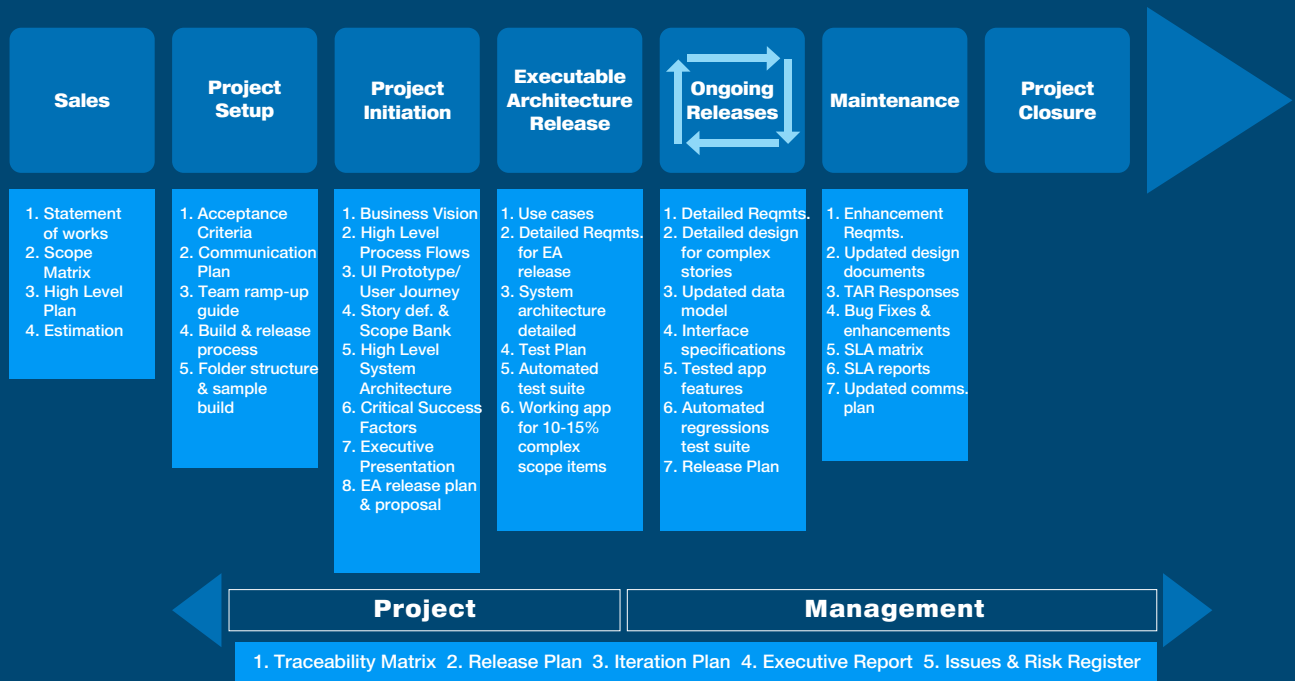 Sales
Project
Setup
Project
Initiation
Executable
Architecture
Release
Ongoing
Releases
Maintenance
Project
Closure
1. Statement
of works
2. Scope
Matrix
3. High Level
Plan
4. Estimation
1. Acceptance
Criteria
2. Communication
Plan
3. Team ramp-up
guide
4. Build & release
process
5. Folder structure
& sample
build
1. Business Vision
2. High Level
Process Flows
3. UI Prototype/
User Journey
4. Story def. &
Scope Bank
5. High Level
System
Architecture
6. Critical Success
Factors
7. Executive
Presentation
8. EA release plan
& proposal
1. Use cases
2. Detailed Reqmts.
for EA
release
3. System
architecture
detailed
4. Test Plan
5. Automated
test suite
6. Working app
for 10-15%
complex
scope items
1. Detailed Reqmts.
2. Detailed design
for complex
stories
3. Updated data
model
4. Interface
specifications
5. Tested app
features
6. Automated
regressions
test suite
7. Release Plan
1. Enhancement
Reqmts.
2. Updated design
documents
3. TAR Responses
4. Bug Fixes &
enhancements
5. SLA matrix
6. SLA reports
7. Updated comms.
plan
Project Management
1. Traceability Matrix 2. Release Plan 3. Iteration Plan 4. Executive Report 5. Issues & Risk Register